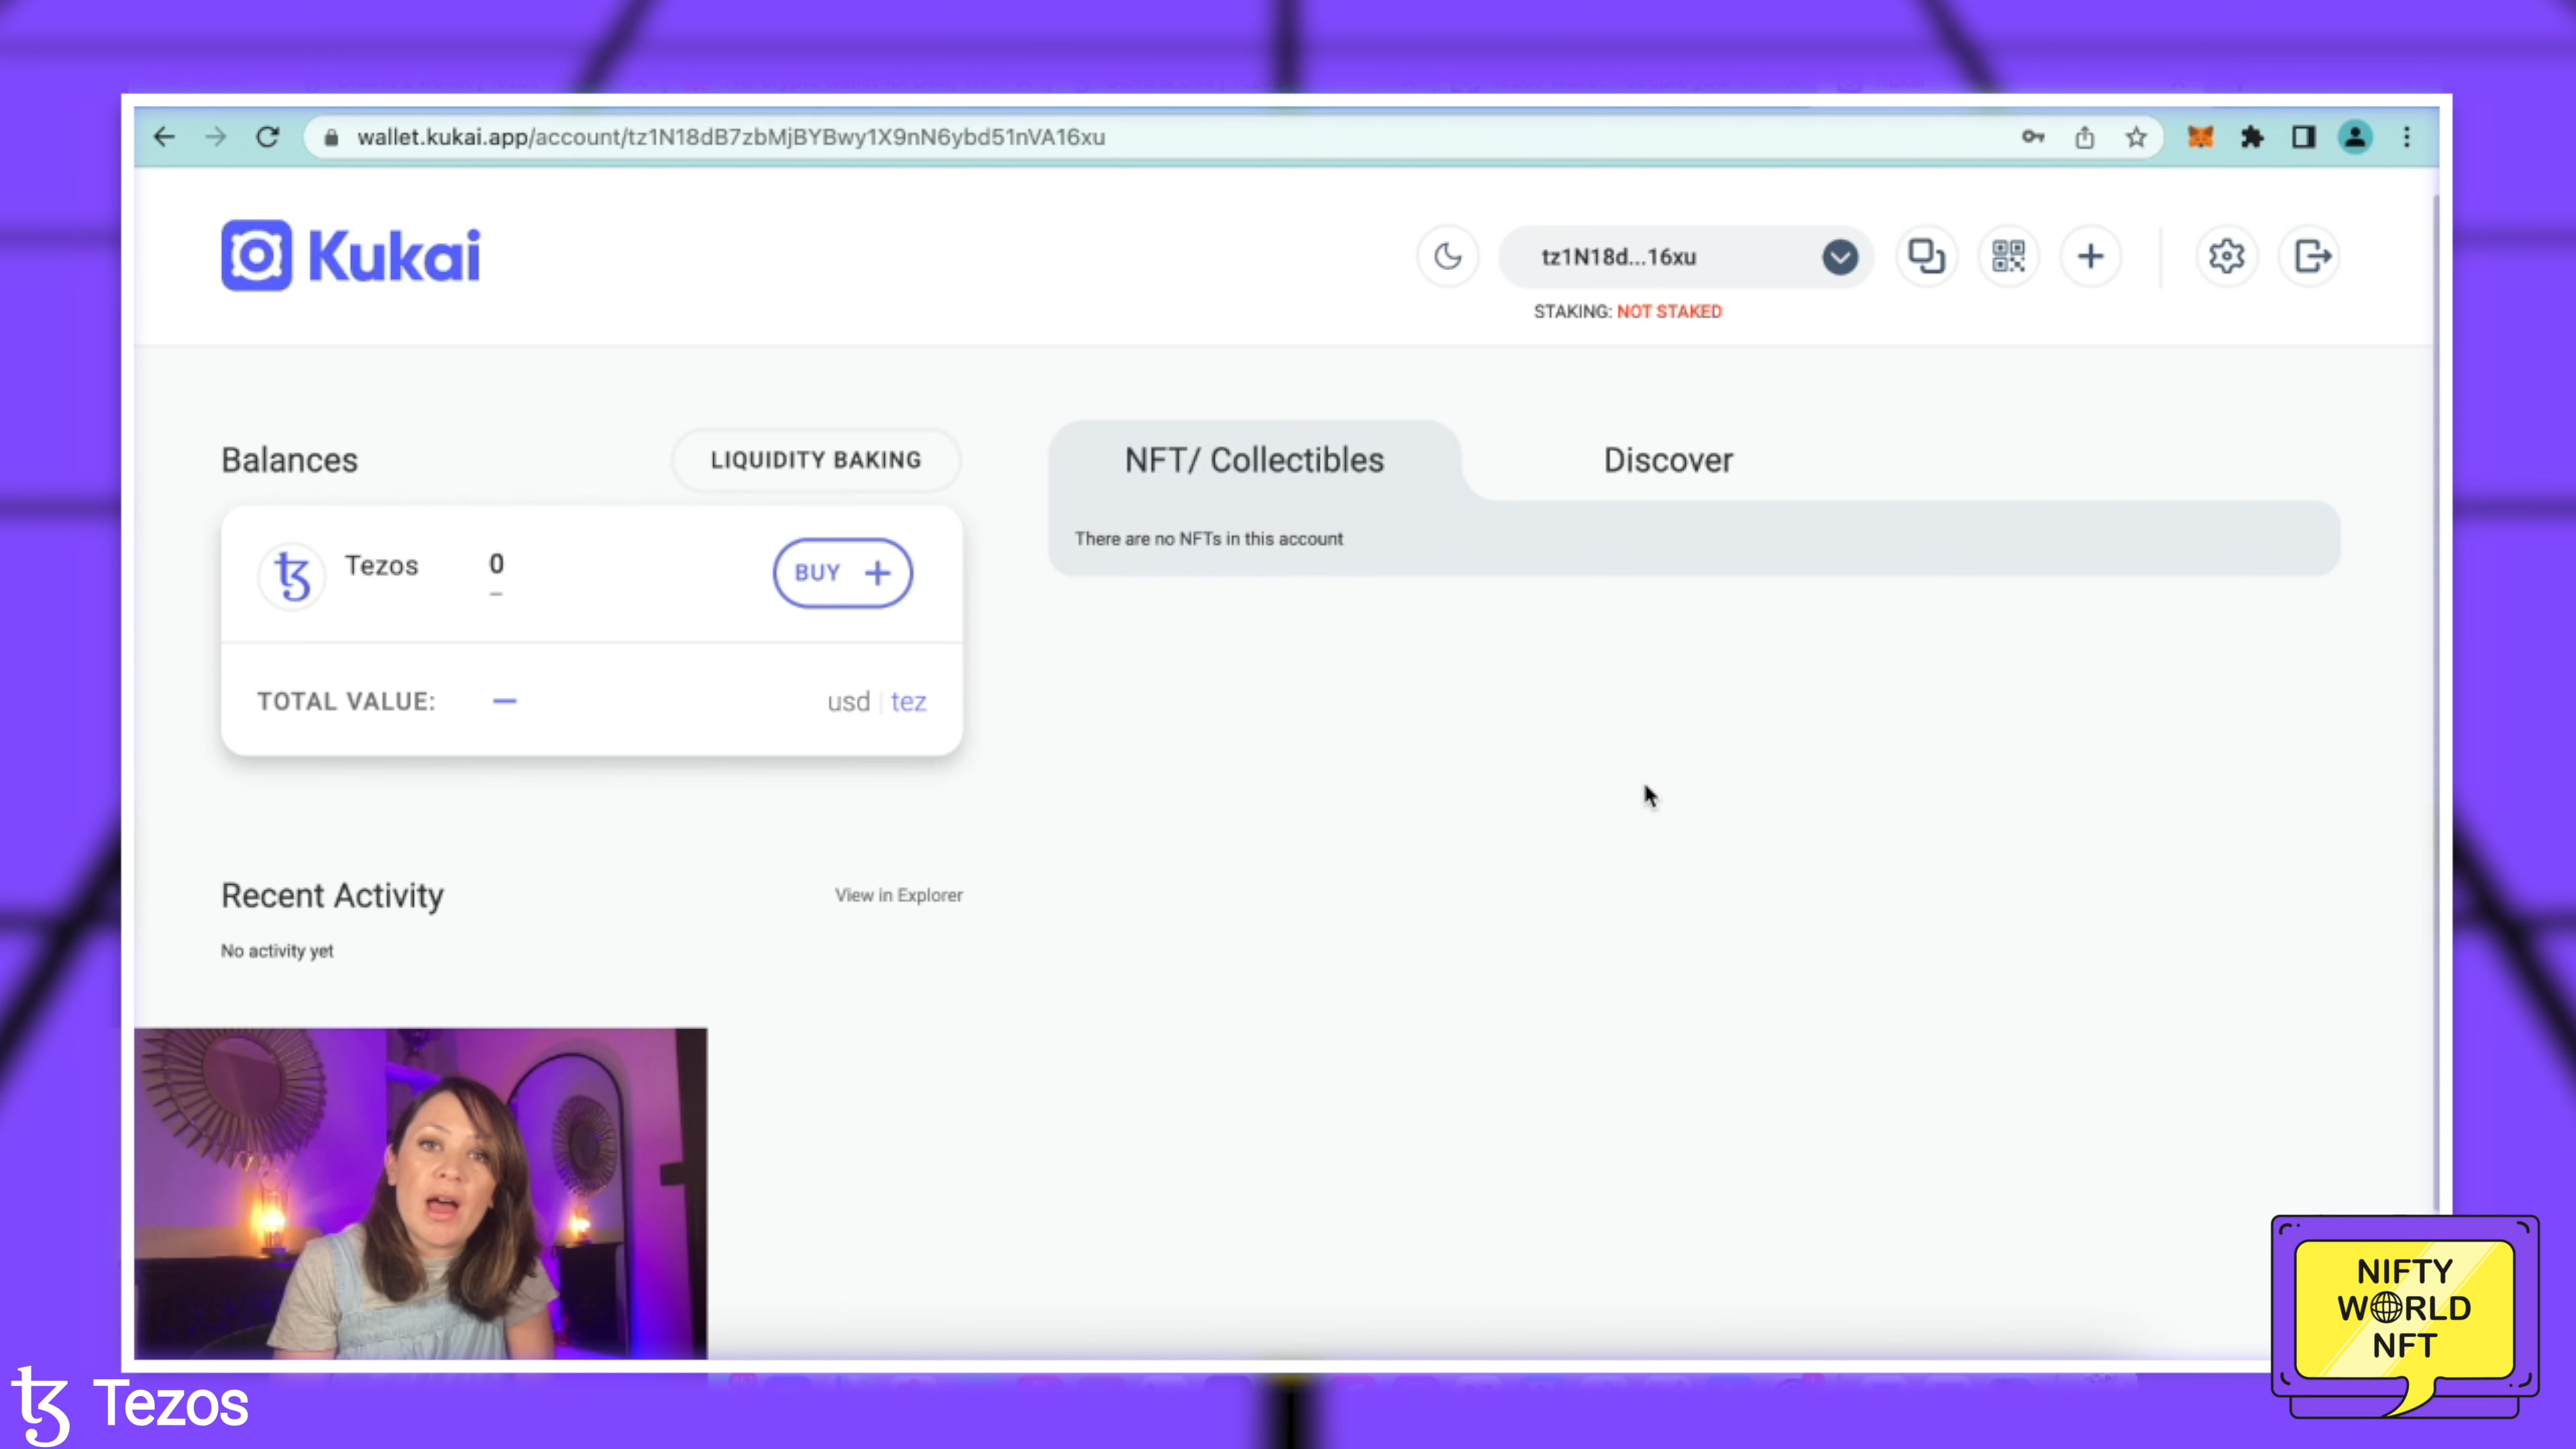 wallet.kukai.app/account/tz1N18dB7zbMjBYBwy1X9nN6ybd51nVA16xu
Kukai
tz1N18d...16xu
STAKING: NOT STAKED
Balances
LIQUIDITY BAKING
NFT/ Collectibles
Discover
Tezos 0
BUY +
There are no NFTs in this account
TOTAL VALUE: –
usd | tez
Recent Activity
View in Explorer
No activity yet
Tezos
NIFTY
WORLD
NFT